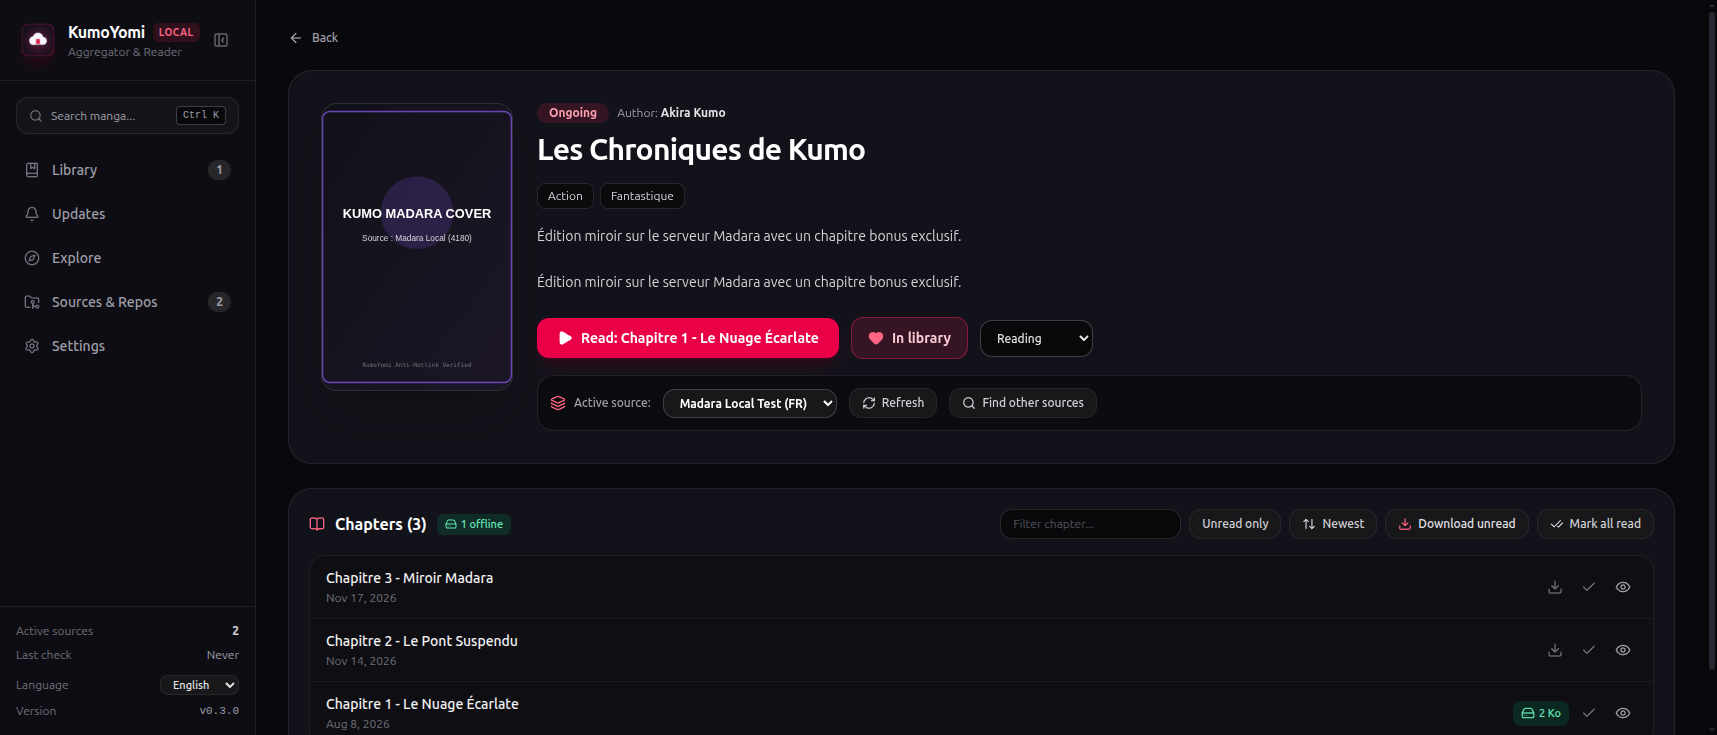 KumoYomi LOCAL
Aggregator & Reader
Search manga... Ctrl K
Library 1
Updates
Explore
Sources & Repos 2
Settings
Active sources 2
Last check Never
Language English
Version v0.3.0
Back
KUMO MADARA COVER
Source : Madara Local (4180)
KumoYomi Anti-Hotlink Verified
Ongoing Author: Akira Kumo
Les Chroniques de Kumo
Action Fantastique
Édition miroir sur le serveur Madara avec un chapitre bonus exclusif.
Édition miroir sur le serveur Madara avec un chapitre bonus exclusif.
Read: Chapitre 1 - Le Nuage Écarlate In library Reading
Active source: Madara Local Test (FR) Refresh Find other sources
Chapters (3) 1 offline Filter chapter... Unread only Newest Download unread Mark all read
Chapitre 3 - Miroir Madara
Nov 17, 2026
Chapitre 2 - Le Pont Suspendu
Nov 14, 2026
Chapitre 1 - Le Nuage Écarlate
Aug 8, 2026
2 Ko